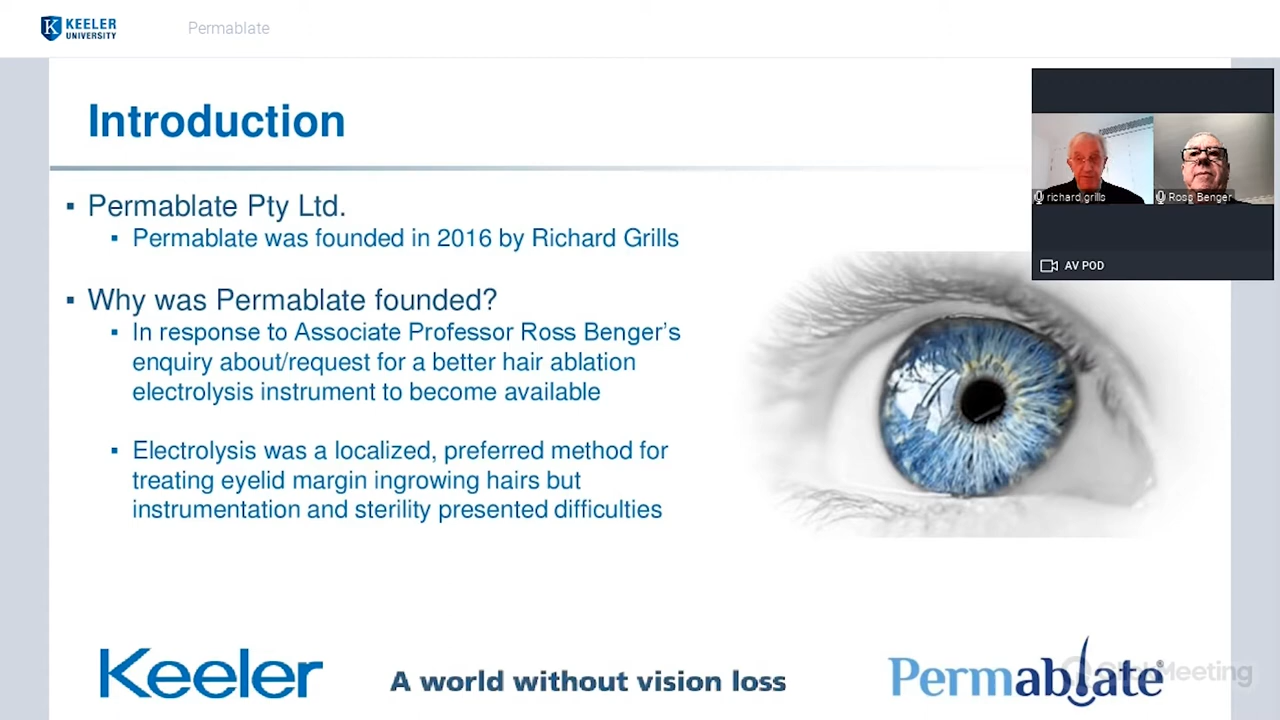 KEELER
UNIVERSITY
Permablate
Introduction
▪ Permablate Pty Ltd.
▪ Permablate was founded in 2016 by Richard Grills
▪ Why was Permablate founded?
▪ In response to Associate Professor Ross Benger’s
enquiry about/request for a better hair ablation
electrolysis instrument to become available
▪ Electrolysis was a localized, preferred method for
treating eyelid margin ingrowing hairs but
instrumentation and sterility presented difficulties
richard grills
Ross Benger
AV POD
Keeler
A world without vision loss
Permablate®
ClickMeeting